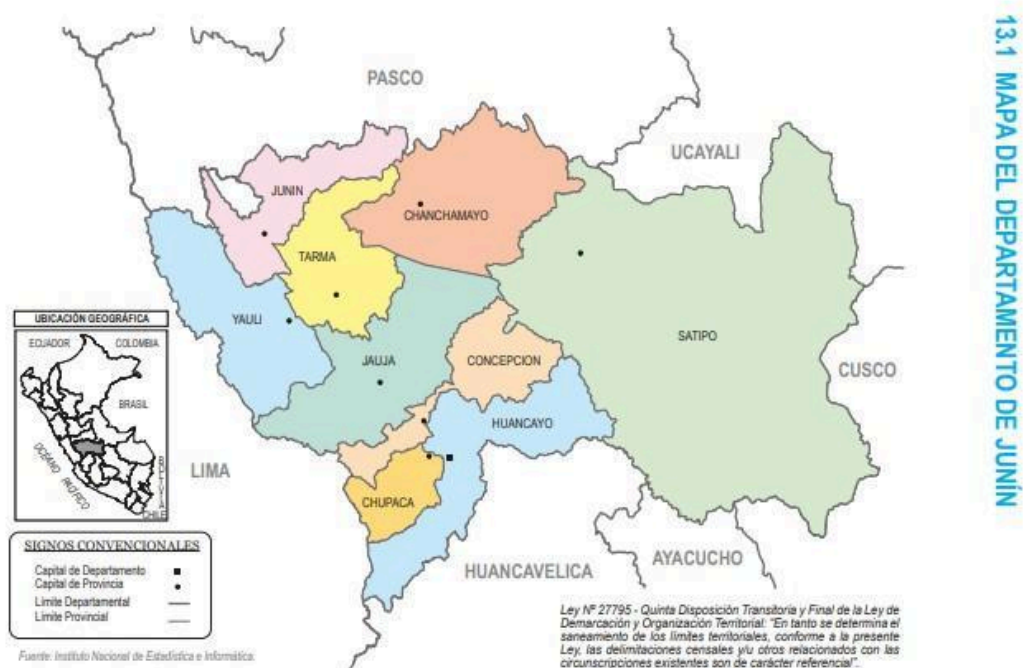 13.1 MAPA DEL DEPARTAMENTO DE JUNÍN
PASCO
UCAYALI
JUNIN
CHANCHAMAYO
TARMA
YAULI
SATIPO
JAUJA
CONCEPCION
CUSCO
HUANCAYO
LIMA
CHUPACA
HUANCAVELICA
AYACUCHO
UBICACIÓN GEOGRÁFICA
ECUADOR COLOMBIA
BRASIL
OCÉANO PACÍFICO
BOLIVIA
CHILE
SIGNOS CONVENCIONALES
Capital de Departamento
Capital de Provincia
Límite Departamental
Límite Provincial
Fuente: Instituto Nacional de Estadística e Informática.
Ley Nº 27795 - Quinta Disposición Transitoria y Final de la Ley de
Demarcación y Organización Territorial: "En tanto se determina el
saneamiento de los límites territoriales, conforme a la presente
Ley, las delimitaciones censales y/u otros relacionados con las
circunscripciones existentes son de carácter referencial".